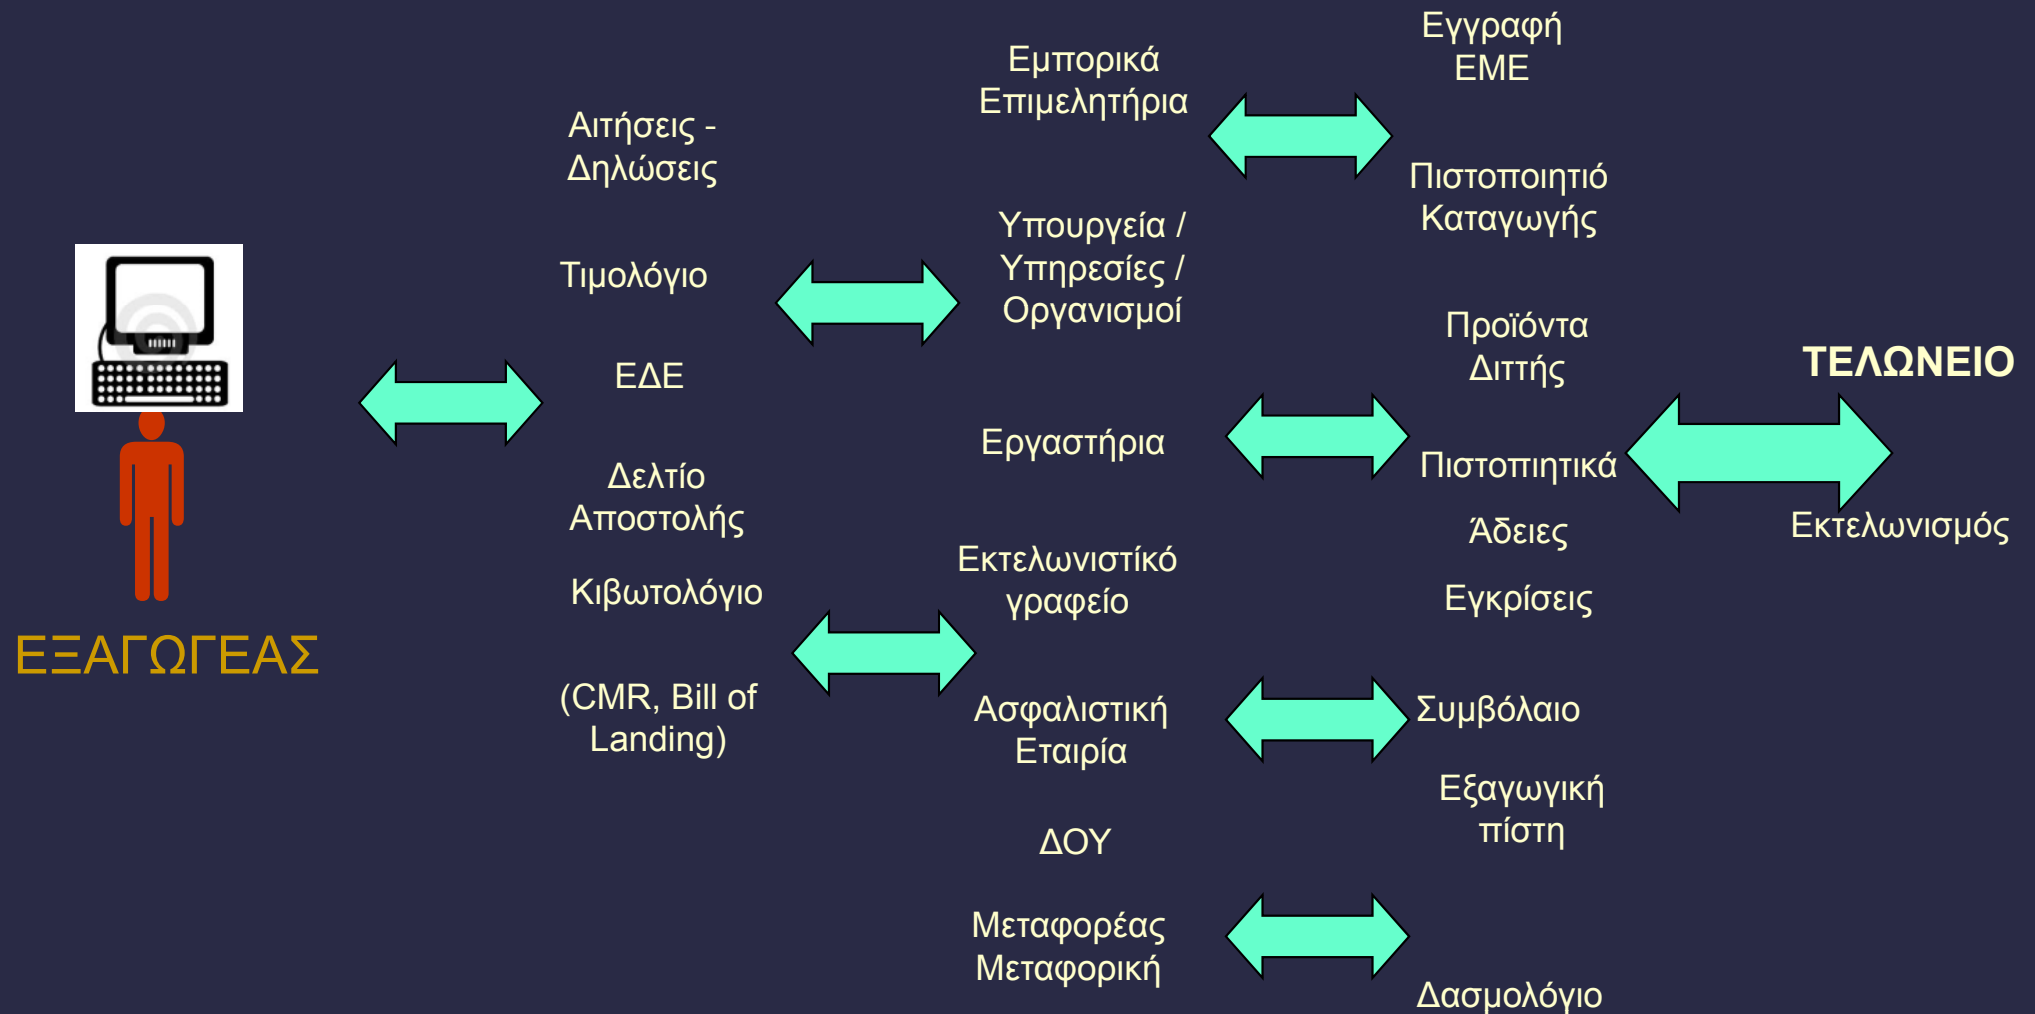 ΕΞΑΓΩΓΕΑΣ
Αιτήσεις -
Δηλώσεις
Τιμολόγιο
ΕΔΕ
Δελτίο
Αποστολής
Κιβωτολόγιο
(CMR, Bill of
Landing)
Εμπορικά
Επιμελητήρια
Υπουργεία /
Υπηρεσίες /
Οργανισμοί
Εργαστήρια
Εκτελωνιστίκό
γραφείο
Ασφαλιστική
Εταιρία
ΔΟΥ
Μεταφορέας
Μεταφορική
Εγγραφή
ΕΜΕ
Πιστοποιητιό
Καταγωγής
Προϊόντα
Διττής
Πιστοπιητικά
Άδειες
Εγκρίσεις
Συμβόλαιο
Εξαγωγική
πίστη
Δασμολόγιο
ΤΕΛΩΝΕΙΟ
Εκτελωνισμός